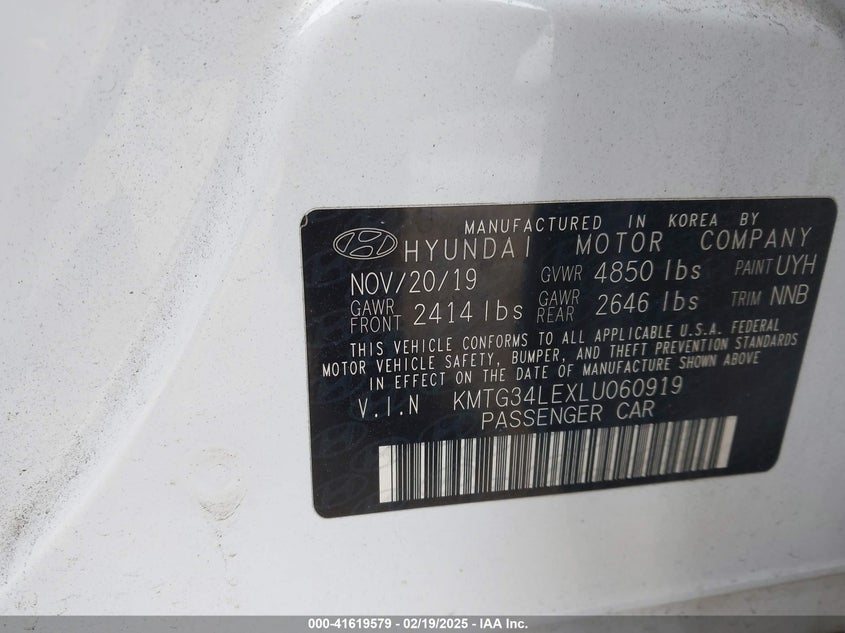 MANUFACTURED IN KOREA BY
HYUNDAI MOTOR COMPANY
NOV/20/19 GVWR 4850 lbs PAINT UYH
GAWR FRONT 2414 lbs GAWR REAR 2646 lbs TRIM NNB
THIS VEHICLE CONFORMS TO ALL APPLICABLE U.S.A. FEDERAL
MOTOR VEHICLE SAFETY, BUMPER, AND THEFT PREVENTION STANDARDS
IN EFFECT ON THE DATE OF MANUFACTURE SHOWN ABOVE
V.I.N KMTG34LEXLU060919
PASSENGER CAR
000-41619579 - 02/19/2025 - IAA Inc.